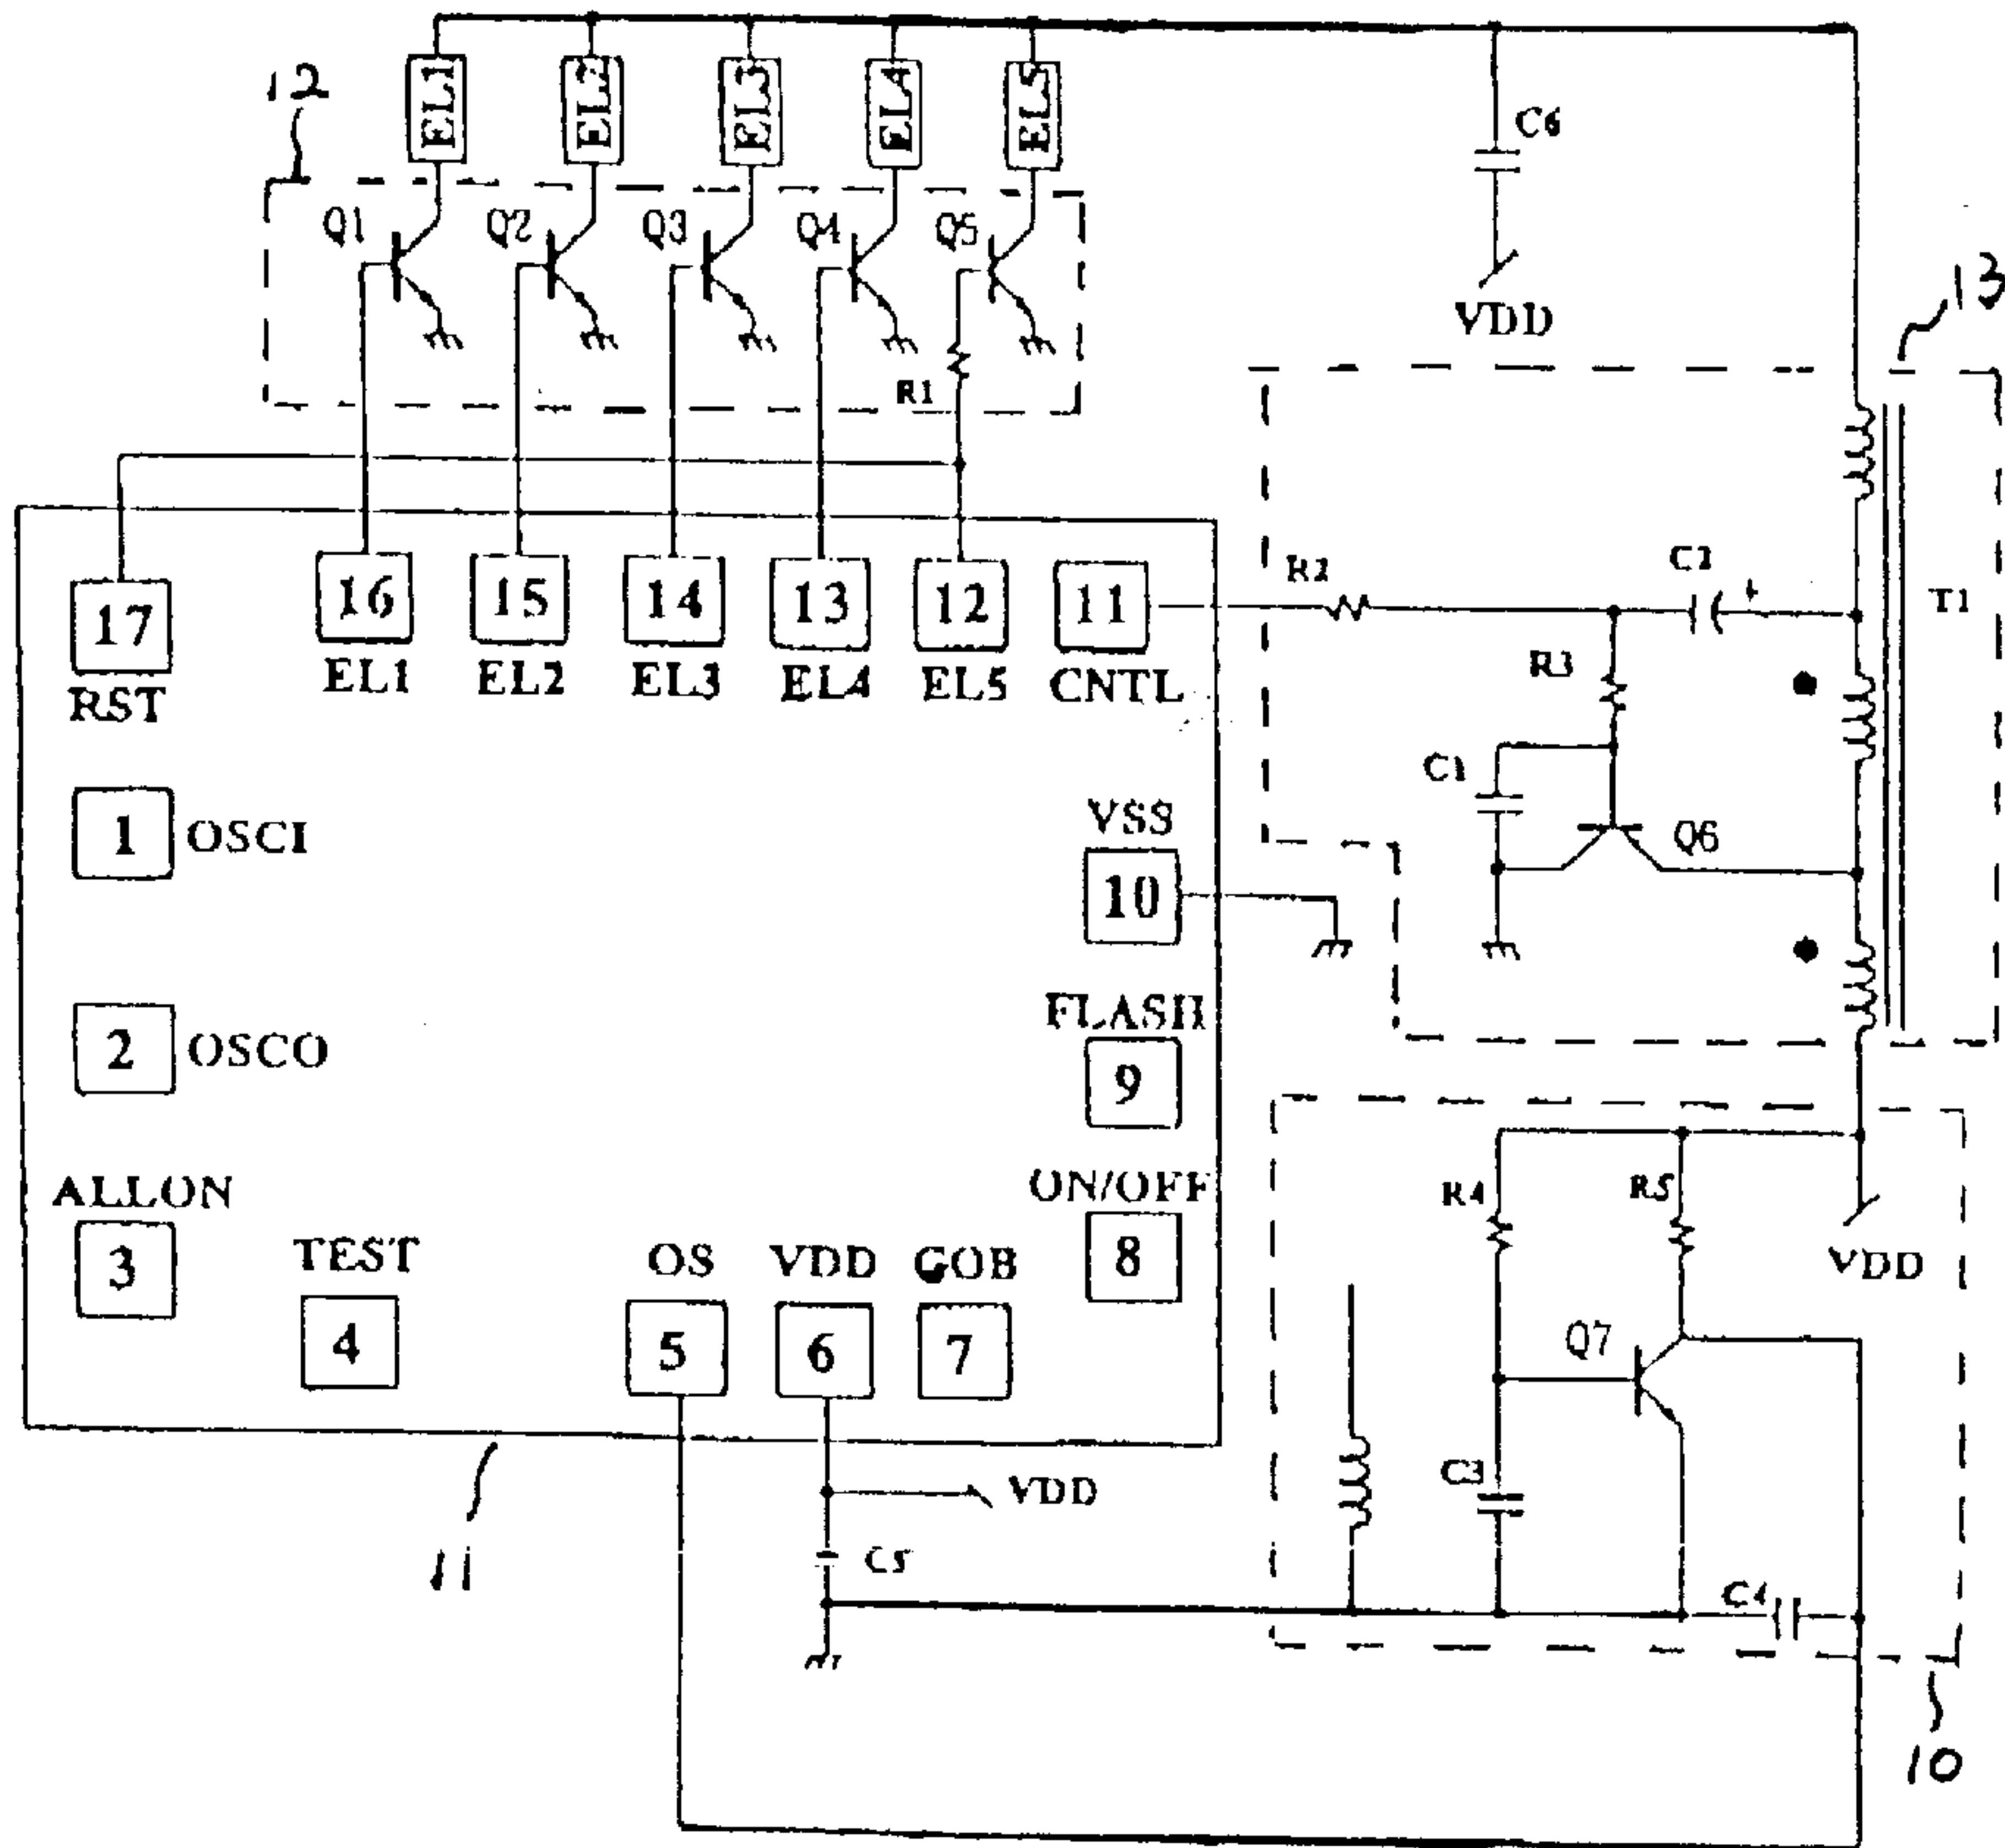 12
EL1
EL2
EL3
EL4
EL5
C6
Q1
Q2
Q3
Q4
Q5
VDD
13
R1
17
RST
16
EL1
15
EL2
14
EL3
13
EL4
12
EL5
11
CNTL
R2
C2
+
T1
R3
C1
Q6
1
OSCI
VSS
10
2
OSCO
FLASH
9
ALLON
3
TEST
4
OS
5
VDD
6
GOB
7
ON/OFF
8
R4
R5
VDD
Q7
C3
C4
VDD
C5
11
10